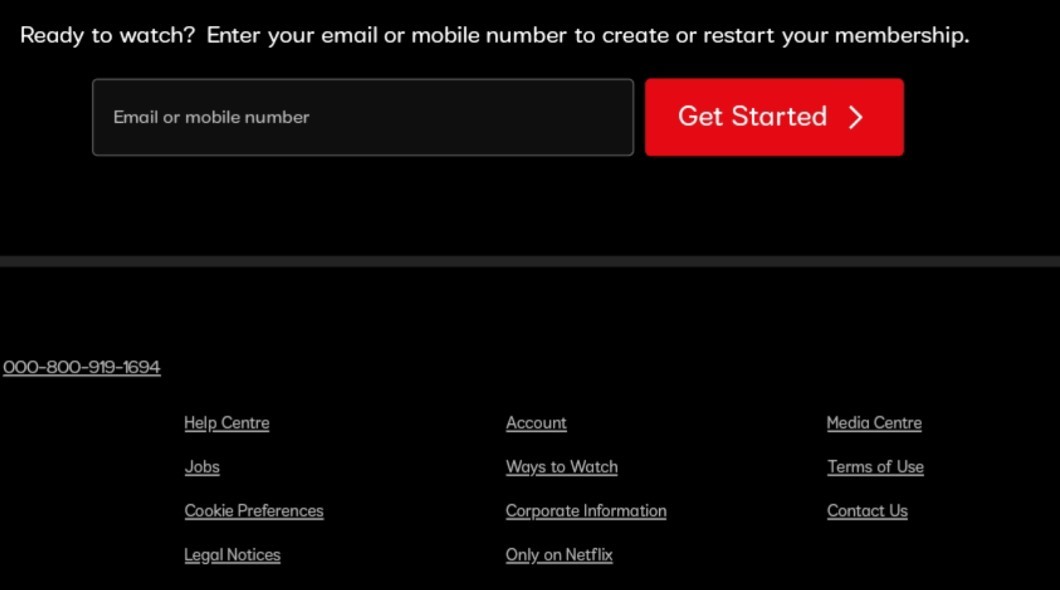 Ready to watch? Enter your email or mobile number to create or restart your membership.
Email or mobile number
Get Started
000-800-919-1694
Help Centre
Account
Media Centre
Jobs
Ways to Watch
Terms of Use
Cookie Preferences
Corporate Information
Contact Us
Legal Notices
Only on Netflix